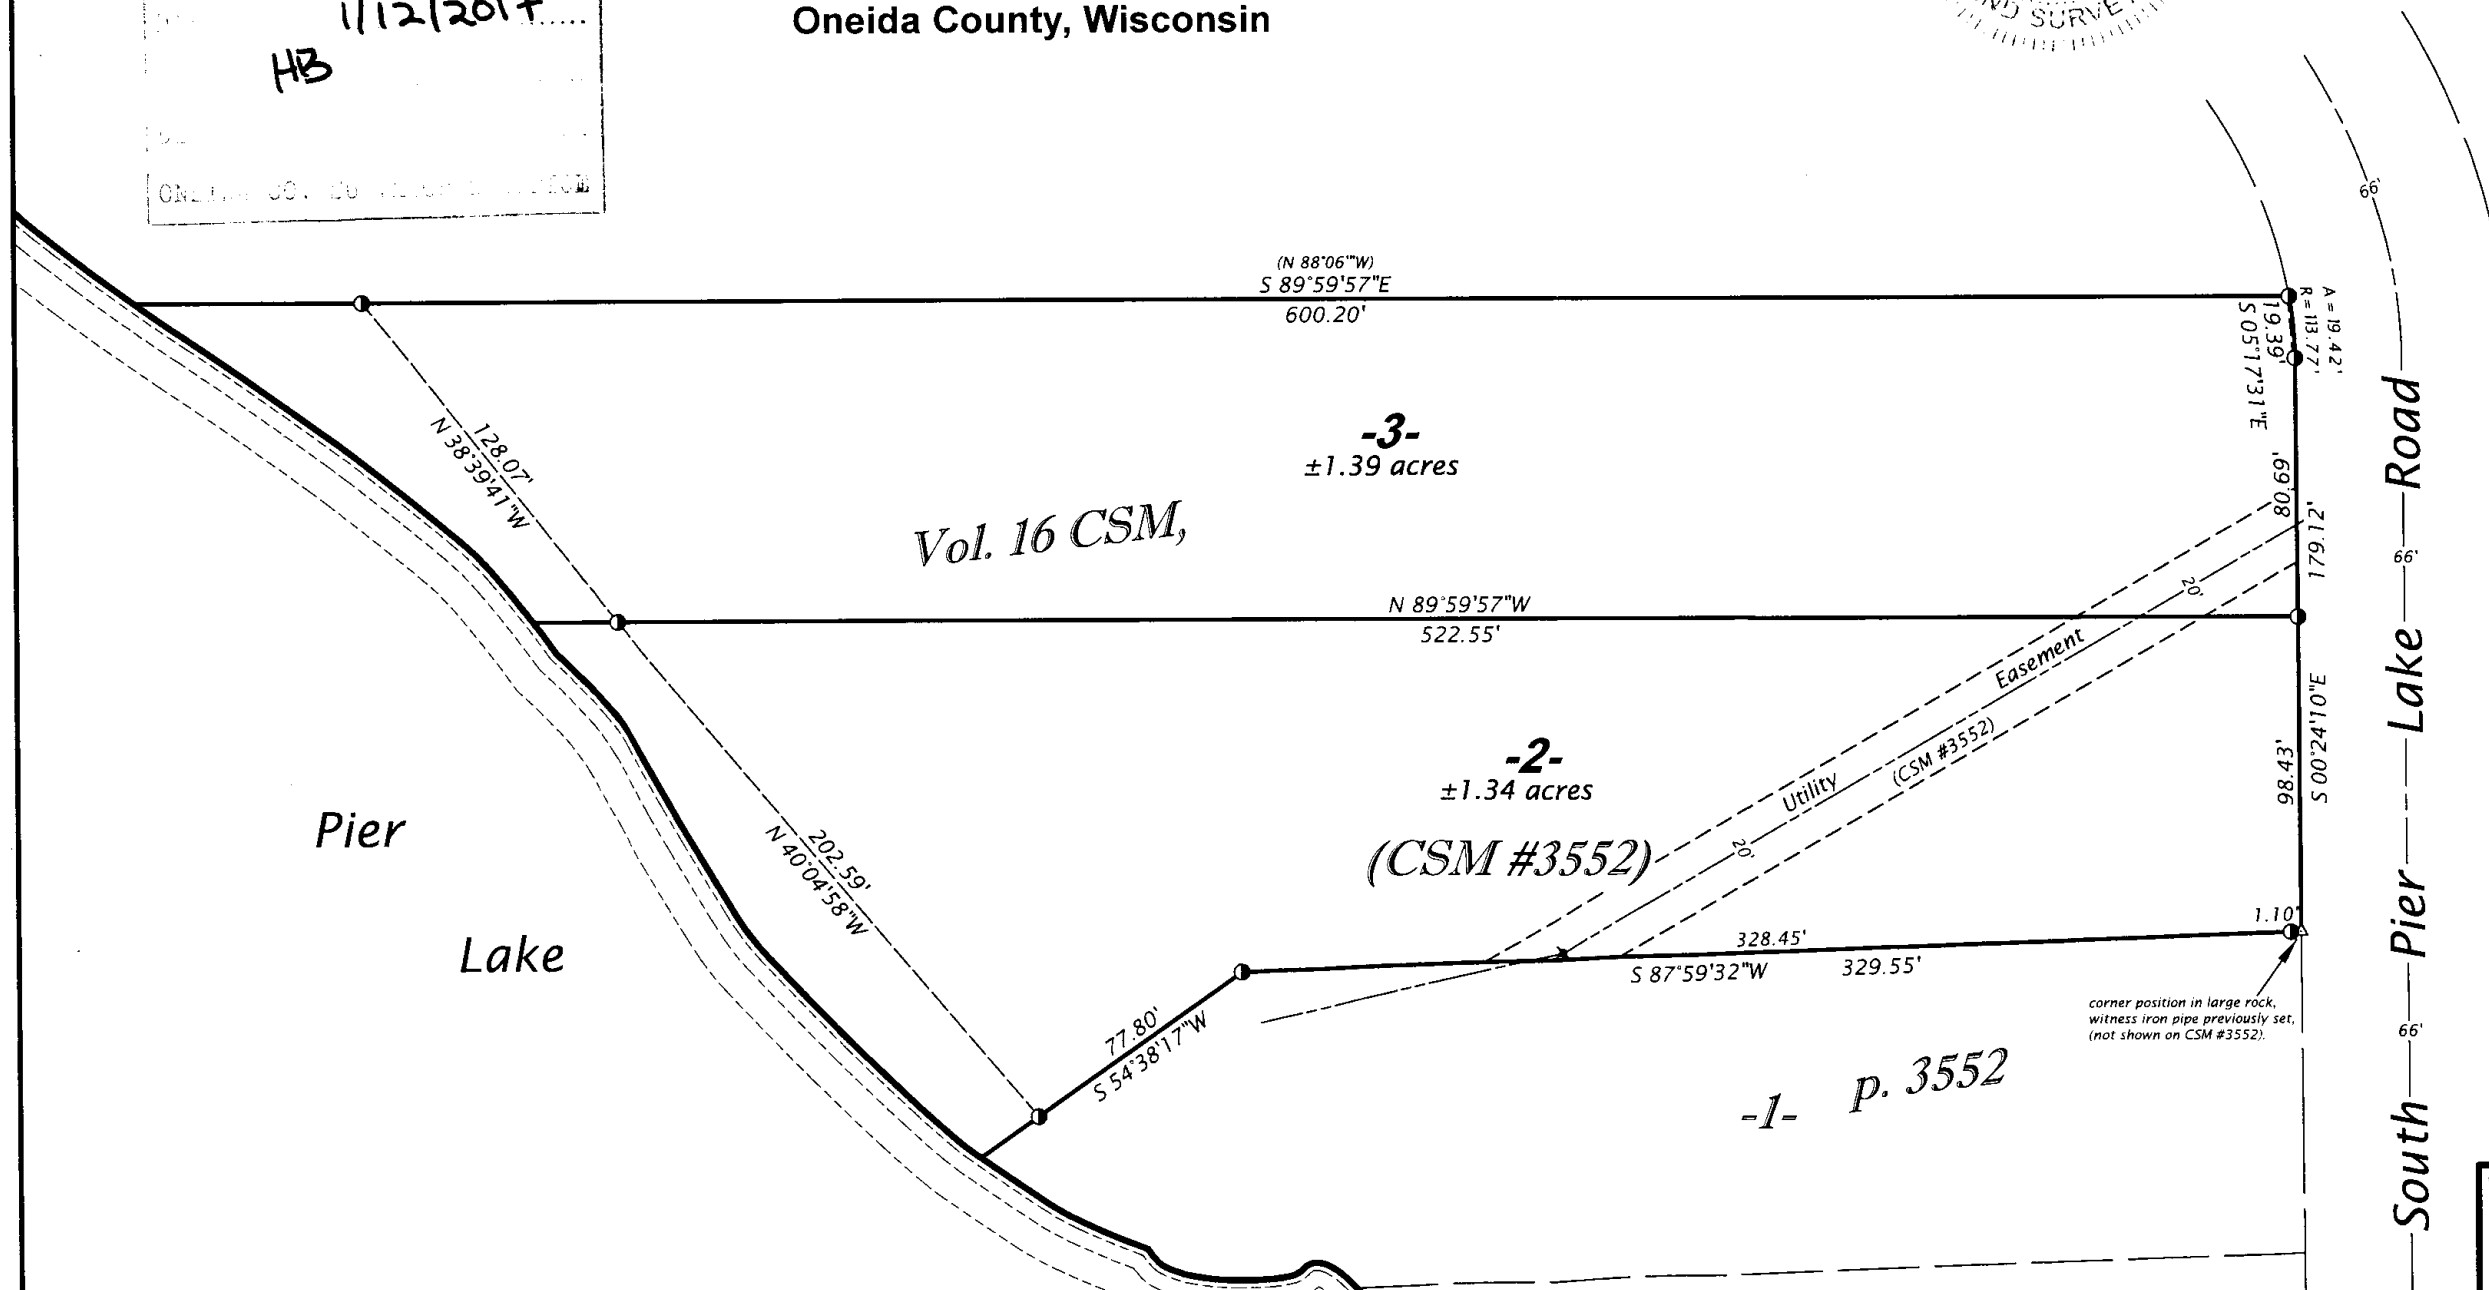 1/12/2017
HB
Oneida County, Wisconsin
ND SURVE
66'
(N 88°06'"W)
S 89°59'57"E
600.20'
A = 19.42'
R = 113.77'
19.39'
S 05°17'31"E
128.07'
N 38°39'41"W
-3-
±1.39 acres
80.69'
179.12'
Vol. 16 CSM,
N 89°59'57"W
522.55'
20'
Easement
(CSM #3552)
Utility
20'
-2-
±1.34 acres
(CSM #3552)
98.43'
S 00°24'10"E
Pier
Lake
202.59'
N 40°04'58"W
1.10'
328.45'
S 87°59'32"W
329.55'
77.80'
S 54°38'17"W
corner position in large rock,
witness iron pipe previously set,
(not shown on CSM #3552).
-1-
p. 3552
South Pier Lake Road
66'
66'